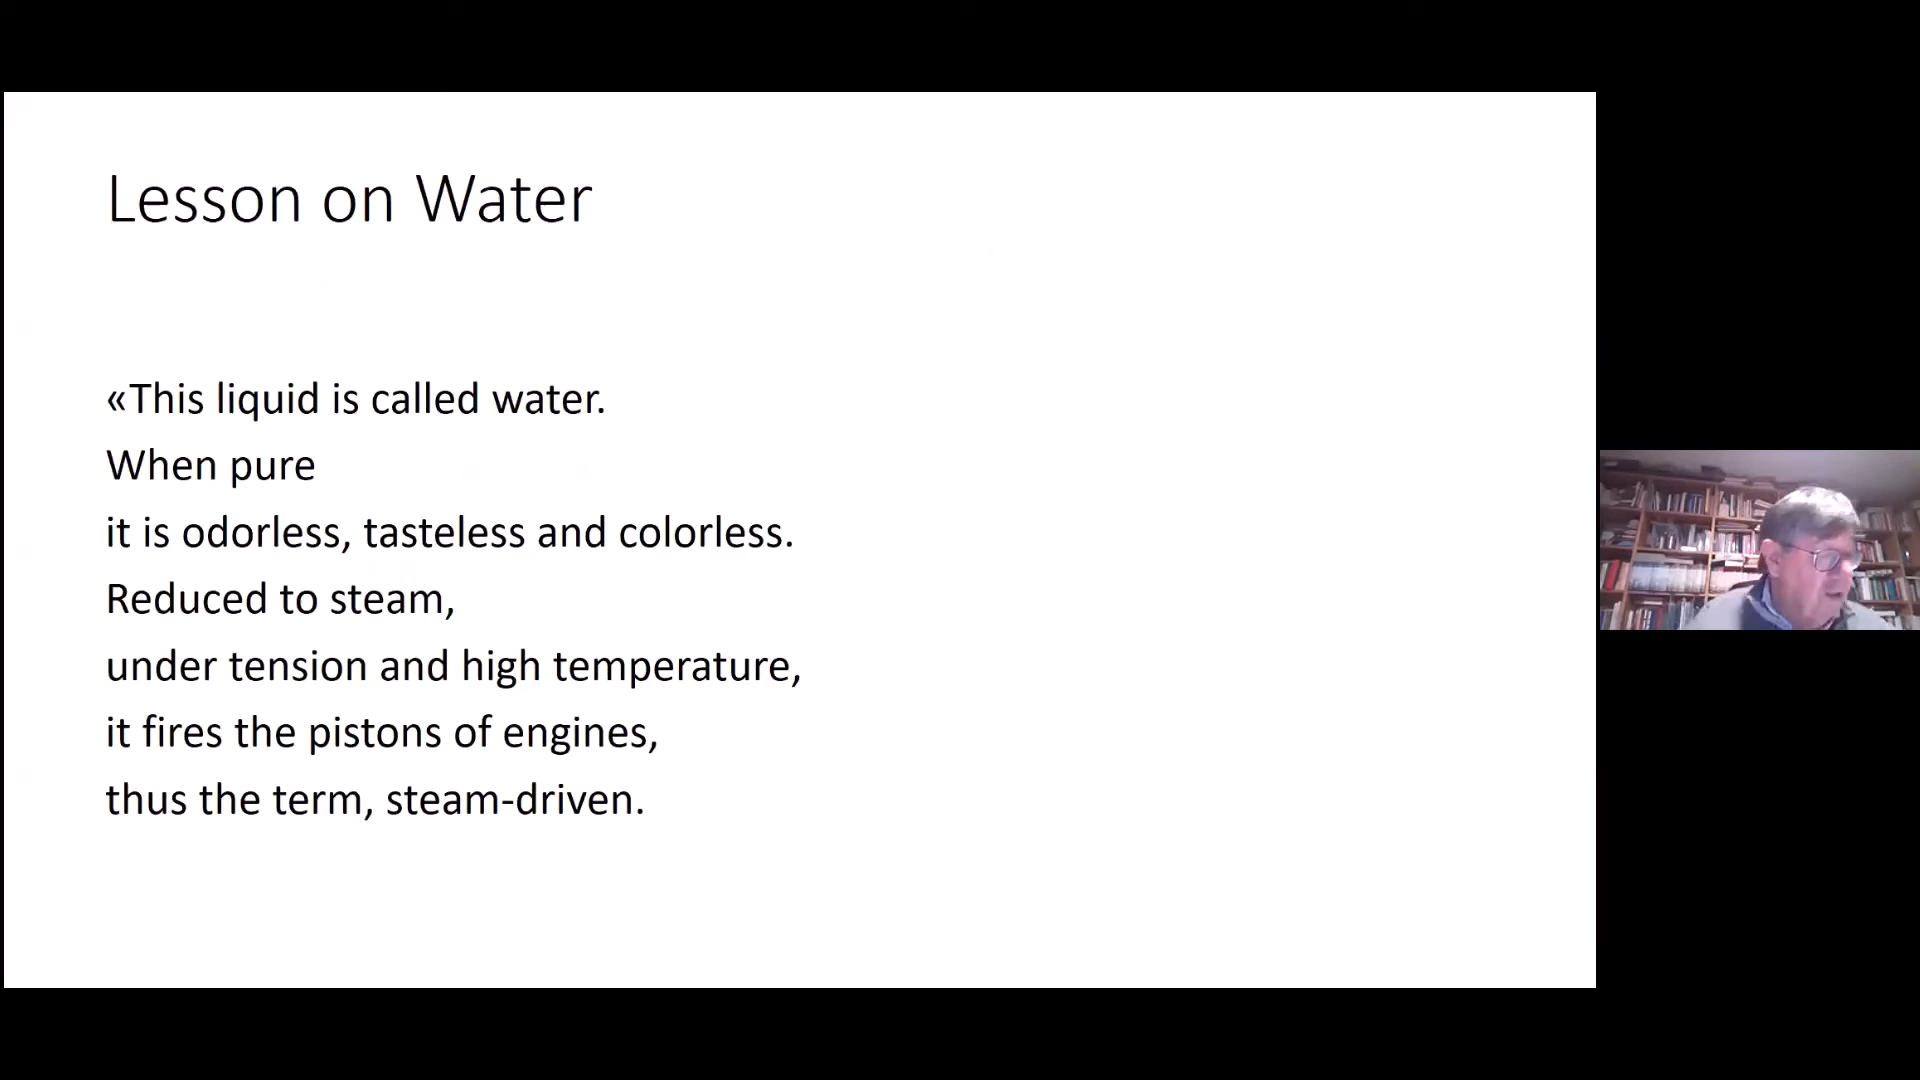 Lesson on Water
«This liquid is called water.
When pure
it is odorless, tasteless and colorless.
Reduced to steam,
under tension and high temperature,
it fires the pistons of engines,
thus the term, steam-driven.